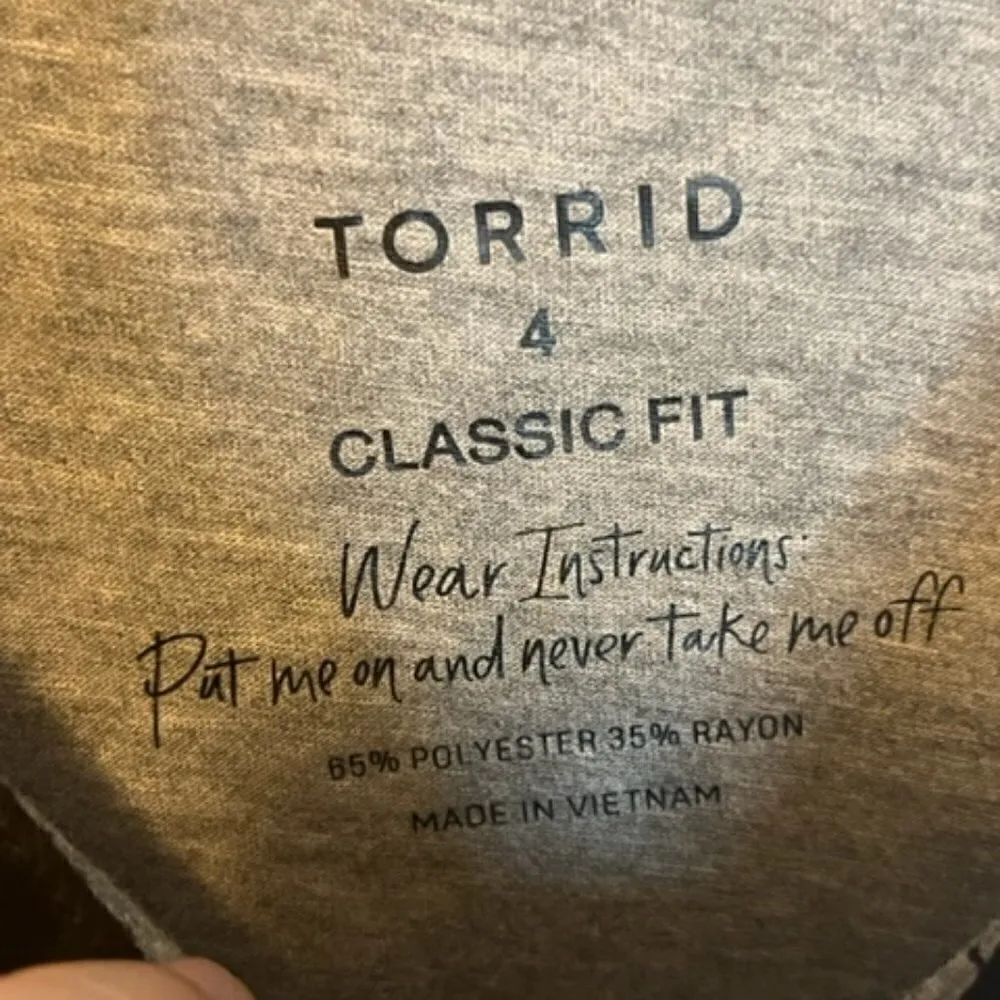 TORRID
4
CLASSIC FIT
Wear Instructions:
Put me on and never take me off
65% POLYESTER 35% RAYON
MADE IN VIETNAM